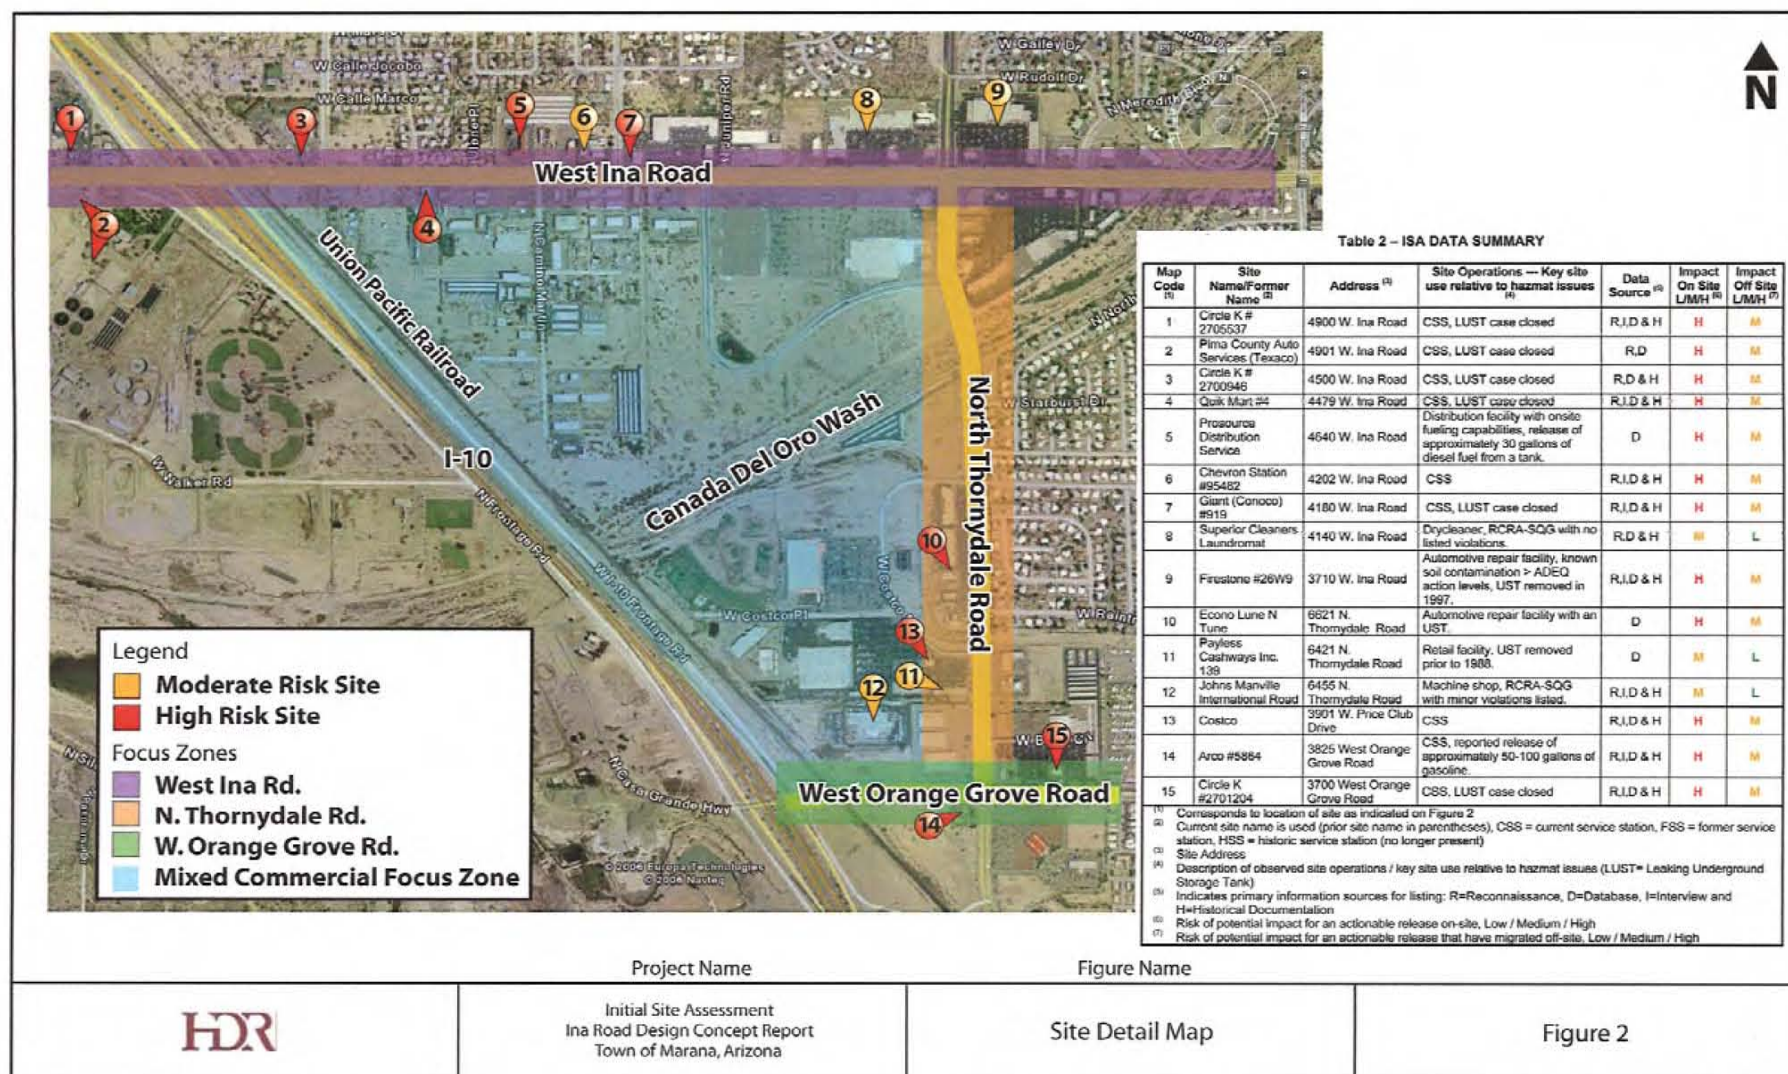 W Calle Jocobo
W Calle Marco
W Galley Dr
W Rudolf Dr
N Meredith Blvd
N
1
2
3
4
5
6
7
8
9
West Ina Road
Union Pacific Railroad
I-10
Canada Del Oro Wash
North Thornydale Road
W Starburst Dr
W Walker Rd
N Frontage Rd
W I-10 Frontage Rd
W Costco Pl
10
13
11
12
15
14
West Orange Grove Road
N Casa Grande Hwy
© 2006 Europa Technologies
© 2006 Navteq
Legend
Moderate Risk Site
High Risk Site
Focus Zones
West Ina Rd.
N. Thornydale Rd.
W. Orange Grove Rd.
Mixed Commercial Focus Zone
N
Table 2 – ISA DATA SUMMARY
Map Code (1) Site Name/Former Name (2) Address (3) Site Operations — Key site use relative to hazmat issues (4) Data Source (5) Impact On Site L/M/H (6) Impact Off Site L/M/H (7)
1 Circle K # 2705537 4900 W. Ina Road CSS, LUST case closed R,I,D & H H M
2 Pima County Auto Services (Texaco) 4901 W. Ina Road CSS, LUST case closed R,D H M
3 Circle K # 2700946 4500 W. Ina Road CSS, LUST case closed R,D & H H M
4 Quik Mart #4 4479 W. Ina Road CSS, LUST case closed R,I,D & H H M
5 Prosource Distribution Service 4640 W. Ina Road Distribution facility with onsite fueling capabilities, release of approximately 30 gallons of diesel fuel from a tank. D H M
6 Chevron Station #95482 4202 W. Ina Road CSS R,I,D & H H M
7 Giant (Conoco) #919 4180 W. Ina Road CSS, LUST case closed R,I,D & H H M
8 Superior Cleaners Laundromat 4140 W. Ina Road Drycleaner, RCRA-SQG with no listed violations. R,D & H M L
9 Firestone #26W9 3710 W. Ina Road Automotive repair facility, known soil contamination > ADEQ action levels, UST removed in 1997. R,I,D & H H M
10 Econo Lune N Tune 6621 N. Thornydale Road Automotive repair facility with an UST. D H M
11 Payless Cashways Inc. 139 6421 N. Thornydale Road Retail facility, UST removed prior to 1988. D M L
12 Johns Manville International Road 6455 N. Thornydale Road Machine shop, RCRA-SQG with minor violations listed. R,I,D & H M L
13 Costco 3901 W. Price Club Drive CSS R,I,D & H H M
14 Arco #5864 3825 West Orange Grove Road CSS, reported release of approximately 50-100 gallons of gasoline. R,I,D & H H M
15 Circle K #2701204 3700 West Orange Grove Road CSS, LUST case closed R,I,D & H H M
(1) Corresponds to location of site as indicated on Figure 2
(2) Current site name is used (prior site name in parentheses), CSS = current service station, FSS = former service
station, HSS = historic service station (no longer present)
(3) Site Address
(4) Description of observed site operations / key site use relative to hazmat issues (LUST= Leaking Underground
Storage Tank)
(5) Indicates primary information sources for listing: R=Reconnaissance, D=Database, I=Interview and
H=Historical Documentation
(6) Risk of potential impact for an actionable release on-site, Low / Medium / High
(7) Risk of potential impact for an actionable release that have migrated off-site, Low / Medium / High
Project Name
Figure Name
HDR
Initial Site Assessment
Ina Road Design Concept Report
Town of Marana, Arizona
Site Detail Map
Figure 2